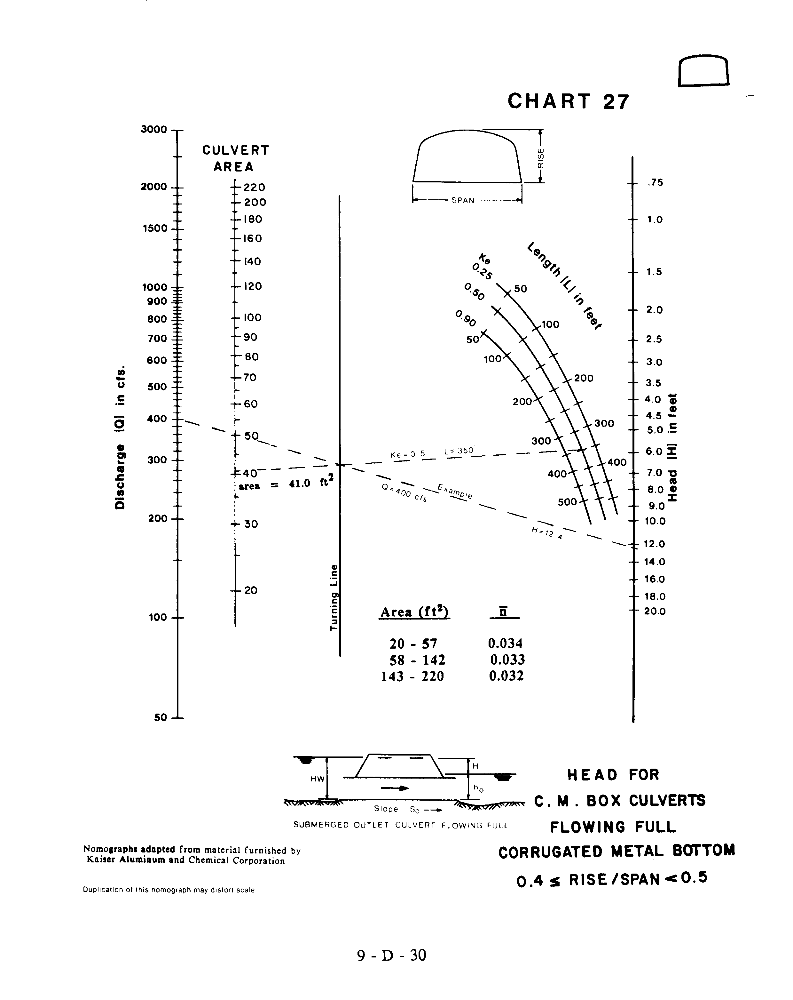 CHART 27
3000
2000
1500
1000
900
800
700
600
500
400
300
200
100
50
Discharge (Q) in cfs.
CULVERT
AREA
220
200
180
160
140
120
100
90
80
70
60
50
40
30
20
area = 41.0 ft²
Turning Line
RISE
SPAN
Ke
0.25
0.50
0.90
Length (L) in feet
50
100
200
300
400
50
100
200
300
400
500
Ke = 0 5 L = 350'
Q = 400 cfs
Example
H = 12 4'
.75
1.0
1.5
2.0
2.5
3.0
3.5
4.0
4.5
5.0
6.0
7.0
8.0
9.0
10.0
12.0
14.0
16.0
18.0
20.0
Head (H) in feet
Area (ft²) n̅
20 - 57 0.034
58 - 142 0.033
143 - 220 0.032
HW
H
ho
Slope So
SUBMERGED OUTLET CULVERT FLOWING FULL
HEAD FOR
C. M. BOX CULVERTS
FLOWING FULL
CORRUGATED METAL BOTTOM
0.4 ≤ RISE/SPAN < 0.5
Nomographs adapted from material furnished by
Kaiser Aluminum and Chemical Corporation
Duplication of this nomograph may distort scale
9 - D - 30